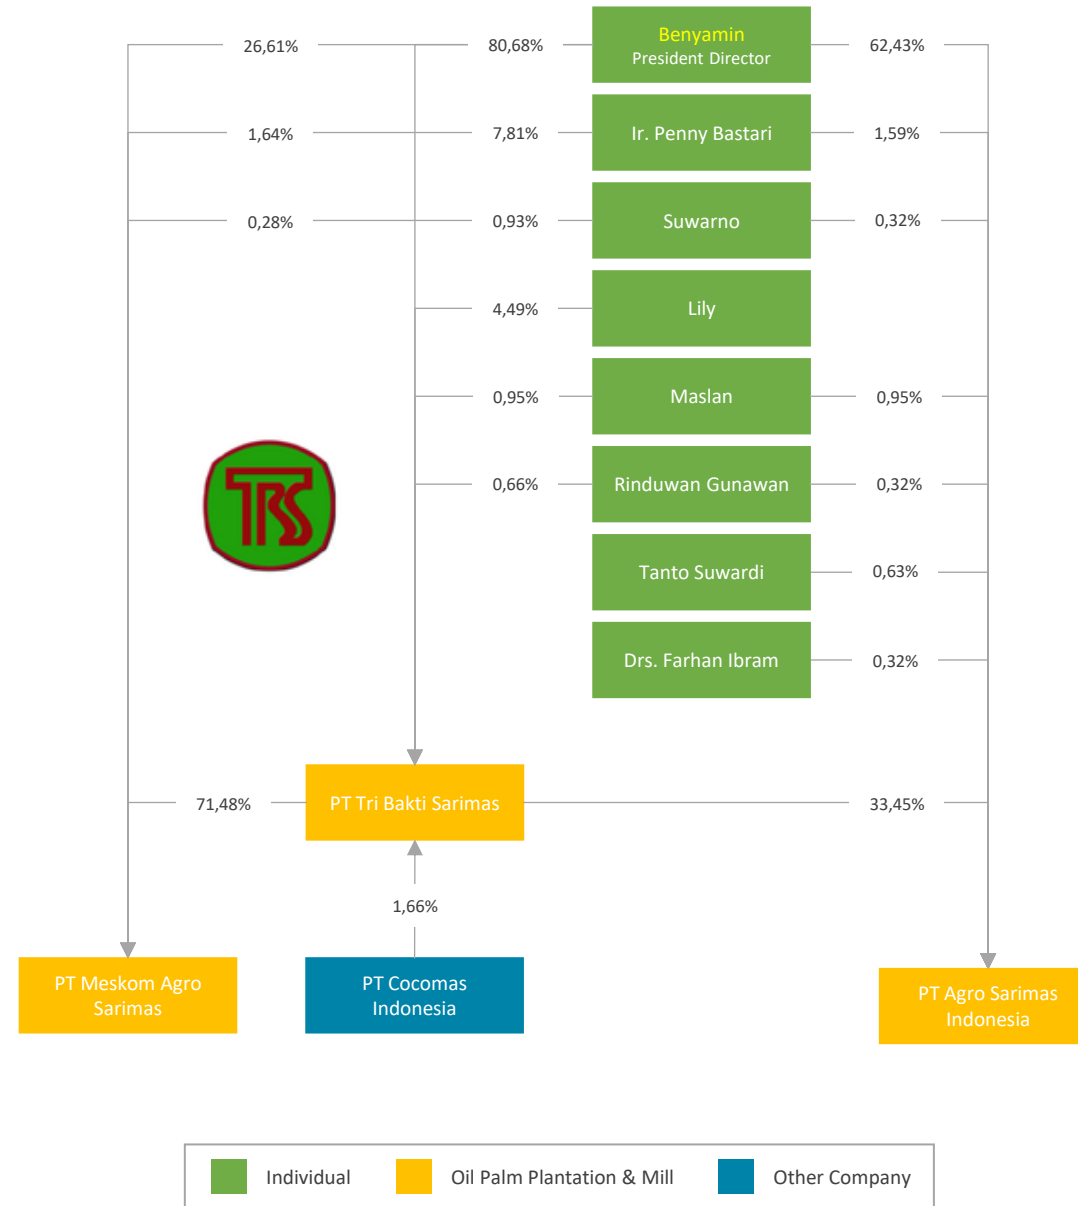 26,61%
80,68%
Benyamin
President Director
62,43%
1,64%
7,81%
Ir. Penny Bastari
1,59%
0,28%
0,93%
Suwarno
0,32%
4,49%
Lily
0,95%
Maslan
0,95%
0,66%
Rinduwan Gunawan
0,32%
TRS
Tanto Suwardi
0,63%
Drs. Farhan Ibram
0,32%
71,48%
PT Tri Bakti Sarimas
33,45%
1,66%
PT Meskom Agro
Sarimas
PT Cocomas
Indonesia
PT Agro Sarimas
Indonesia
Individual
Oil Palm Plantation & Mill
Other Company